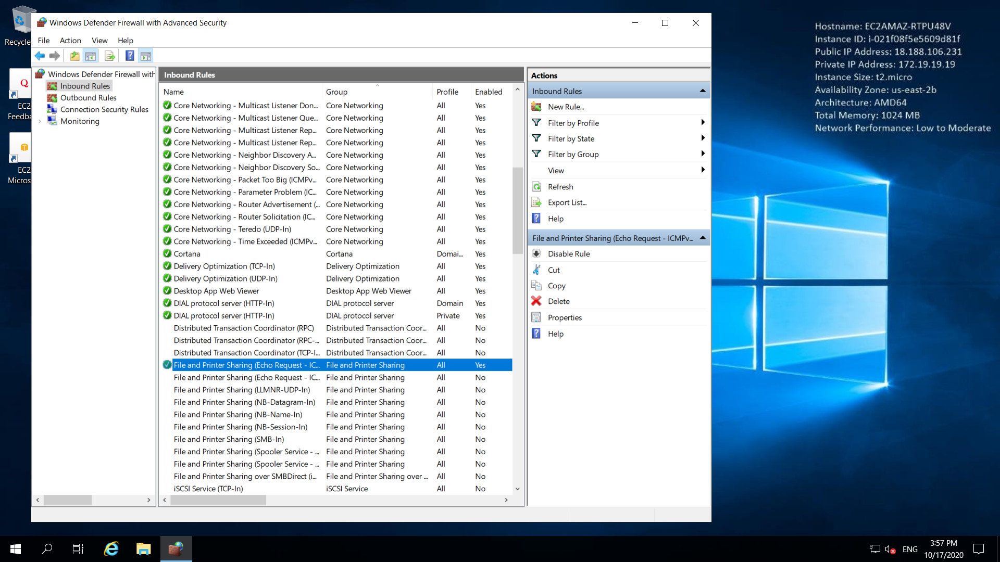 Recycle
EC2
Feedba
EC2
Micros
Windows Defender Firewall with Advanced Security
File Action View Help
Windows Defender Firewall with
Inbound Rules
Outbound Rules
Connection Security Rules
Monitoring
Inbound Rules
Name Group Profile Enabled
Core Networking - Multicast Listener Don... Core Networking All Yes
Core Networking - Multicast Listener Que... Core Networking All Yes
Core Networking - Multicast Listener Rep... Core Networking All Yes
Core Networking - Multicast Listener Rep... Core Networking All Yes
Core Networking - Neighbor Discovery A... Core Networking All Yes
Core Networking - Neighbor Discovery So... Core Networking All Yes
Core Networking - Packet Too Big (ICMPv... Core Networking All Yes
Core Networking - Parameter Problem (IC... Core Networking All Yes
Core Networking - Router Advertisement (... Core Networking All Yes
Core Networking - Router Solicitation (IC... Core Networking All Yes
Core Networking - Teredo (UDP-In) Core Networking All Yes
Core Networking - Time Exceeded (ICMPv... Core Networking All Yes
Cortana Cortana Domai... Yes
Delivery Optimization (TCP-In) Delivery Optimization All Yes
Delivery Optimization (UDP-In) Delivery Optimization All Yes
Desktop App Web Viewer Desktop App Web Viewer All Yes
DIAL protocol server (HTTP-In) DIAL protocol server Domain Yes
DIAL protocol server (HTTP-In) DIAL protocol server Private Yes
Distributed Transaction Coordinator (RPC) Distributed Transaction Coor... All No
Distributed Transaction Coordinator (RPC-... Distributed Transaction Coor... All No
Distributed Transaction Coordinator (TCP-I... Distributed Transaction Coor... All No
File and Printer Sharing (Echo Request - IC... File and Printer Sharing All Yes
File and Printer Sharing (Echo Request - IC... File and Printer Sharing All No
File and Printer Sharing (LLMNR-UDP-In) File and Printer Sharing All No
File and Printer Sharing (NB-Datagram-In) File and Printer Sharing All No
File and Printer Sharing (NB-Name-In) File and Printer Sharing All No
File and Printer Sharing (NB-Session-In) File and Printer Sharing All No
File and Printer Sharing (SMB-In) File and Printer Sharing All No
File and Printer Sharing (Spooler Service - ... File and Printer Sharing All No
File and Printer Sharing (Spooler Service - ... File and Printer Sharing All No
File and Printer Sharing over SMBDirect (i... File and Printer Sharing over ... All No
iSCSI Service (TCP-In) iSCSI Service All No
Actions
Inbound Rules
New Rule...
Filter by Profile
Filter by State
Filter by Group
View
Refresh
Export List...
Help
File and Printer Sharing (Echo Request - ICMPv...
Disable Rule
Cut
Copy
Delete
Properties
Help
Hostname: EC2AMAZ-RTPU48V
Instance ID: i-021f08f5e5609d81f
Public IP Address: 18.188.106.231
Private IP Address: 172.19.19.19
Instance Size: t2.micro
Availability Zone: us-east-2b
Architecture: AMD64
Total Memory: 1024 MB
Network Performance: Low to Moderate
ENG
3:57 PM
10/17/2020